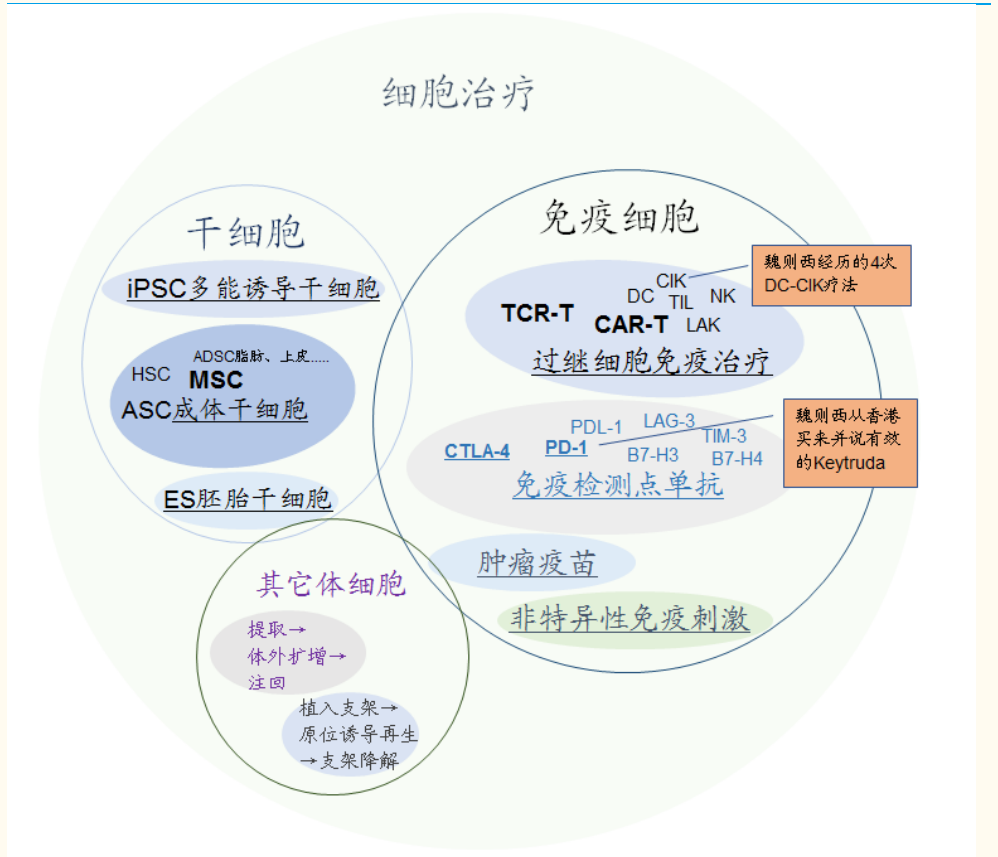 细胞治疗
干细胞
iPSC多能诱导干细胞
ADSC脂肪、上皮.....
HSC
MSC
ASC成体干细胞
ES胚胎干细胞
免疫细胞
CIK
DC
TIL
NK
TCR-T
CAR-T
LAK
过继细胞免疫治疗
魏则西经历的4次
DC-CIK疗法
PDL-1
LAG-3
CTLA-4
PD-1
TIM-3
B7-H3
B7-H4
免疫检测点单抗
魏则西从香港
买来并说有效
的Keytruda
肿瘤疫苗
非特异性免疫刺激
其它体细胞
提取→
体外扩增→
注回
植入支架→
原位诱导再生
→支架降解